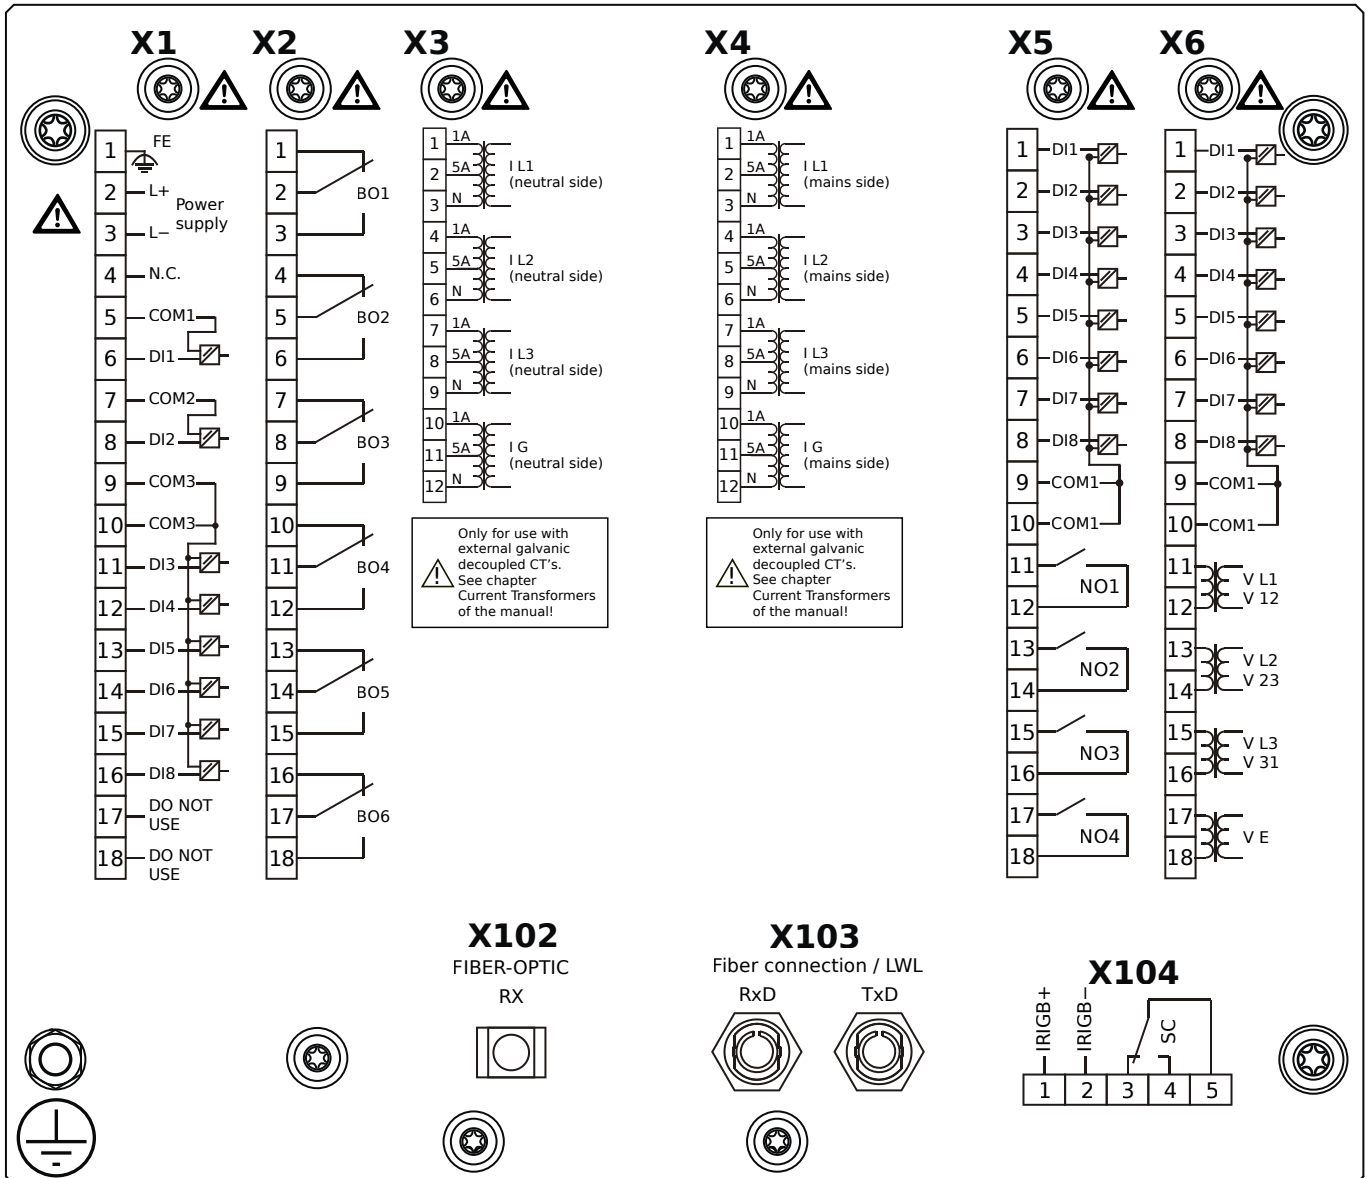 X1
X2
X3
X4
X5
X6
1
FE
2
L+
Power
supply
3
L−
4
N.C.
5
COM1
6
DI1
7
COM2
8
DI2
9
COM3
10
COM3
11
DI3
12
DI4
13
DI5
14
DI6
15
DI7
16
DI8
17
DO NOT
USE
18
DO NOT
USE
1
2
BO1
3
4
5
BO2
6
7
8
BO3
9
10
11
BO4
12
13
14
BO5
15
16
17
BO6
18
1
1A
2
5A
3
N
I L1
(neutral side)
4
1A
5
5A
6
N
I L2
(neutral side)
7
1A
8
5A
9
N
I L3
(neutral side)
10
1A
11
5A
12
N
I G
(neutral side)
Only for use with
external galvanic
decoupled CT's.
See chapter
Current Transformers
of the manual!
1
1A
2
5A
3
N
I L1
(mains side)
4
1A
5
5A
6
N
I L2
(mains side)
7
1A
8
5A
9
N
I L3
(mains side)
10
1A
11
5A
12
N
I G
(mains side)
Only for use with
external galvanic
decoupled CT's.
See chapter
Current Transformers
of the manual!
1
DI1
2
DI2
3
DI3
4
DI4
5
DI5
6
DI6
7
DI7
8
DI8
9
COM1
10
COM1
11
NO1
12
13
NO2
14
15
NO3
16
17
NO4
18
1
DI1
2
DI2
3
DI3
4
DI4
5
DI5
6
DI6
7
DI7
8
DI8
9
COM1
10
COM1
11
V L1
V 12
12
13
V L2
V 23
14
15
V L3
V 31
16
17
V E
18
X102
FIBER-OPTIC
RX
X103
Fiber connection / LWL
RxD
TxD
X104
IRIGB+
IRIGB−
SC
1
2
3
4
5